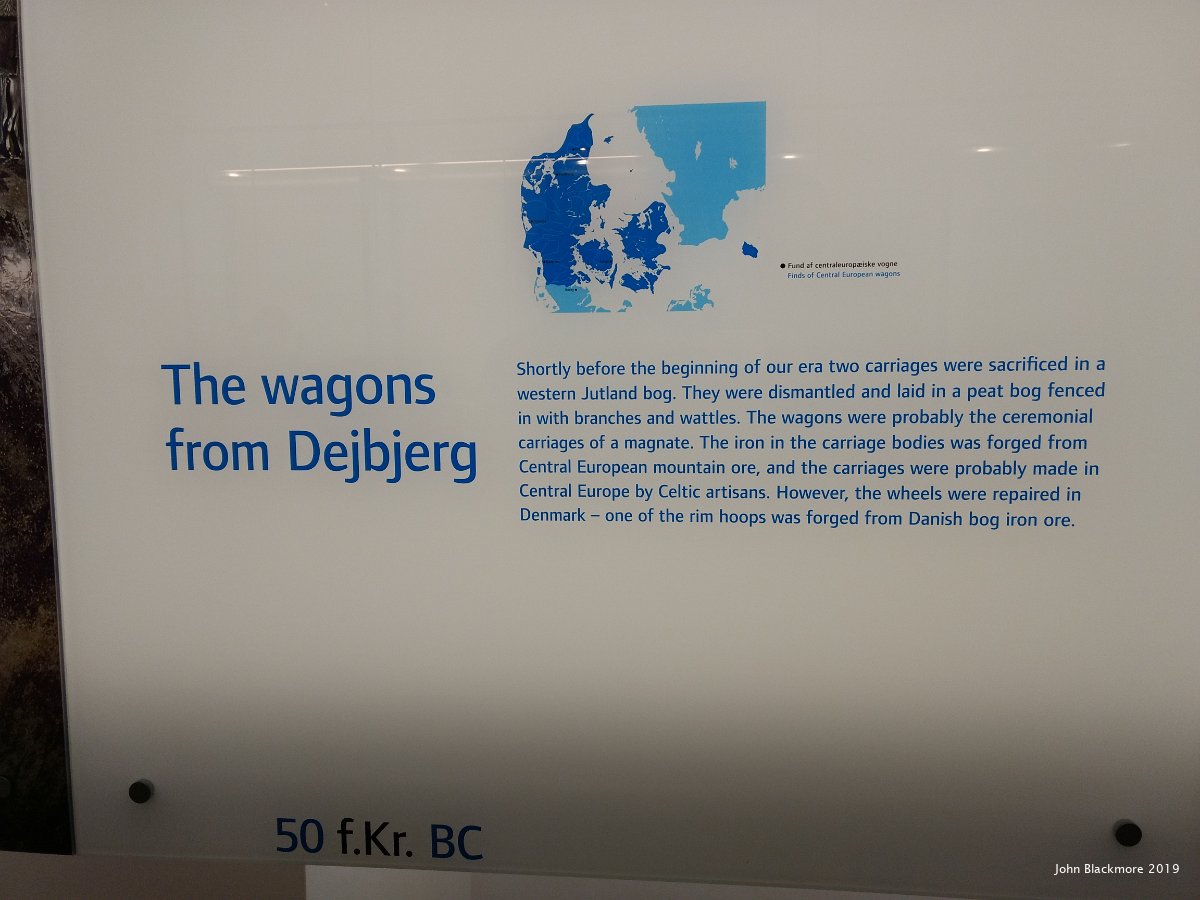 ● Fund af centraleuropæiske vogne
Finds of Central European wagons
The wagons
from Dejbjerg
Shortly before the beginning of our era two carriages were sacrificed in a
western Jutland bog. They were dismantled and laid in a peat bog fenced
in with branches and wattles. The wagons were probably the ceremonial
carriages of a magnate. The iron in the carriage bodies was forged from
Central European mountain ore, and the carriages were probably made in
Central Europe by Celtic artisans. However, the wheels were repaired in
Denmark – one of the rim hoops was forged from Danish bog iron ore.
50 f.Kr. BC
John Blackmore 2019